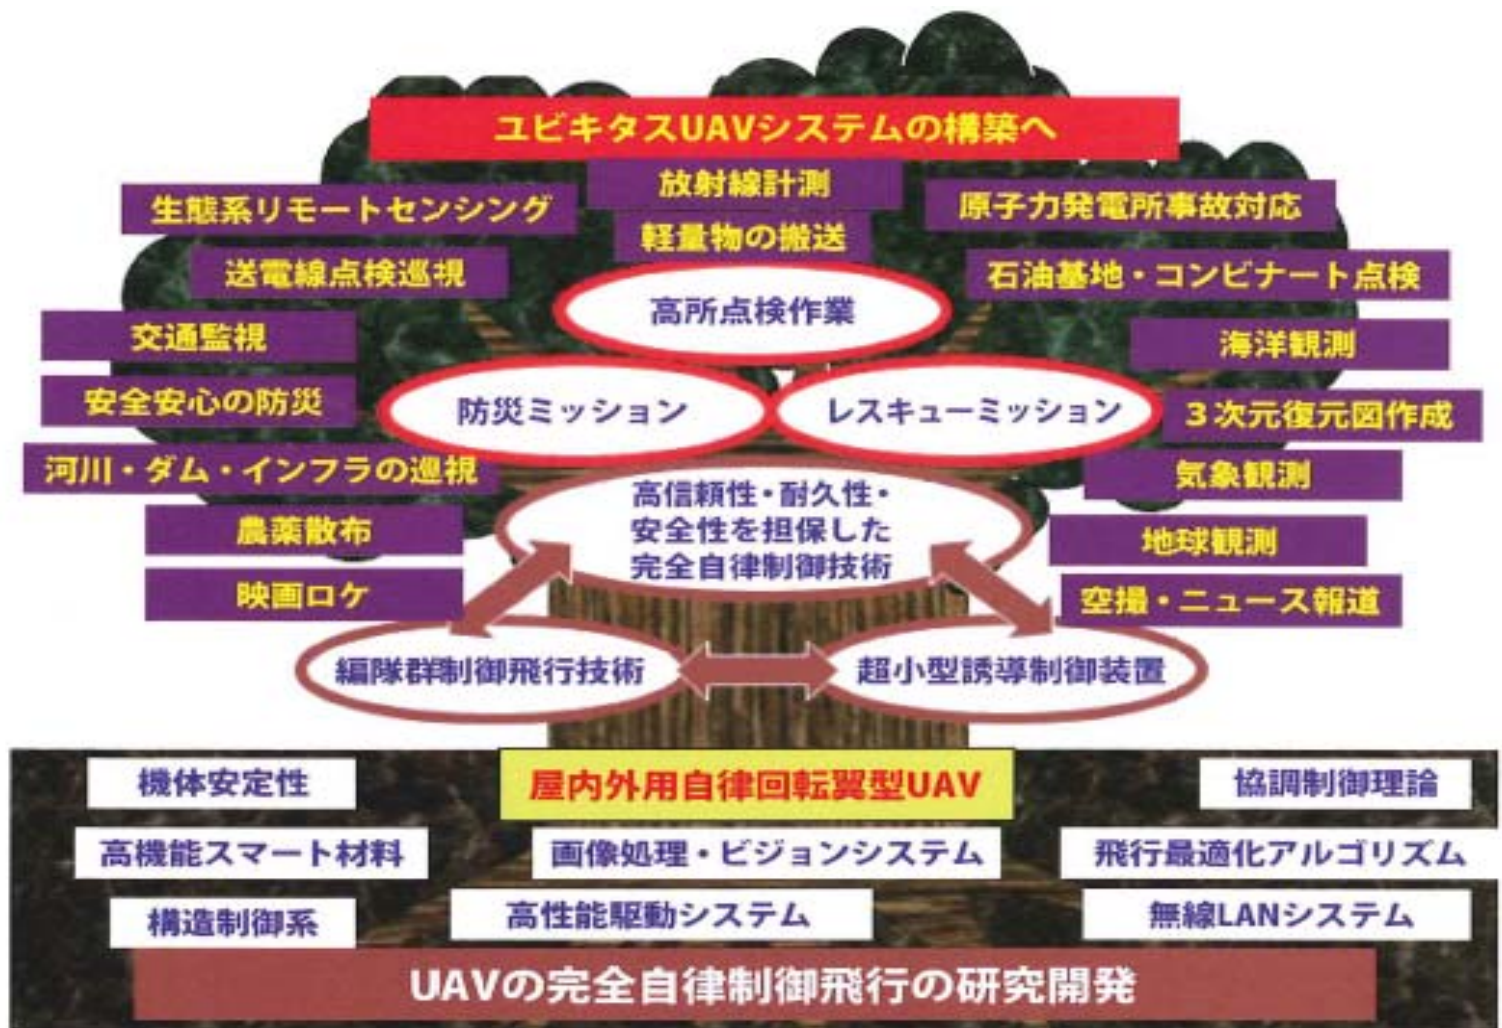 ユビキタスUAVシステムの構築へ
放射線計測
生態系リモートセンシング
原子力発電所事故対応
軽量物の搬送
送電線点検巡視
石油基地・コンビナート点検
高所点検作業
交通監視
海洋観測
安全安心の防災
防災ミッション
レスキューミッション
３次元復元図作成
河川・ダム・インフラの巡視
気象観測
高信頼性・耐久性・
安全性を担保した
完全自律制御技術
農薬散布
地球観測
映画ロケ
空撮・ニュース報道
編隊群制御飛行技術
超小型誘導制御装置
機体安定性
屋内外用自律回転翼型UAV
協調制御理論
高機能スマート材料
画像処理・ビジョンシステム
飛行最適化アルゴリズム
構造制御系
高性能駆動システム
無線LANシステム
UAVの完全自律制御飛行の研究開発